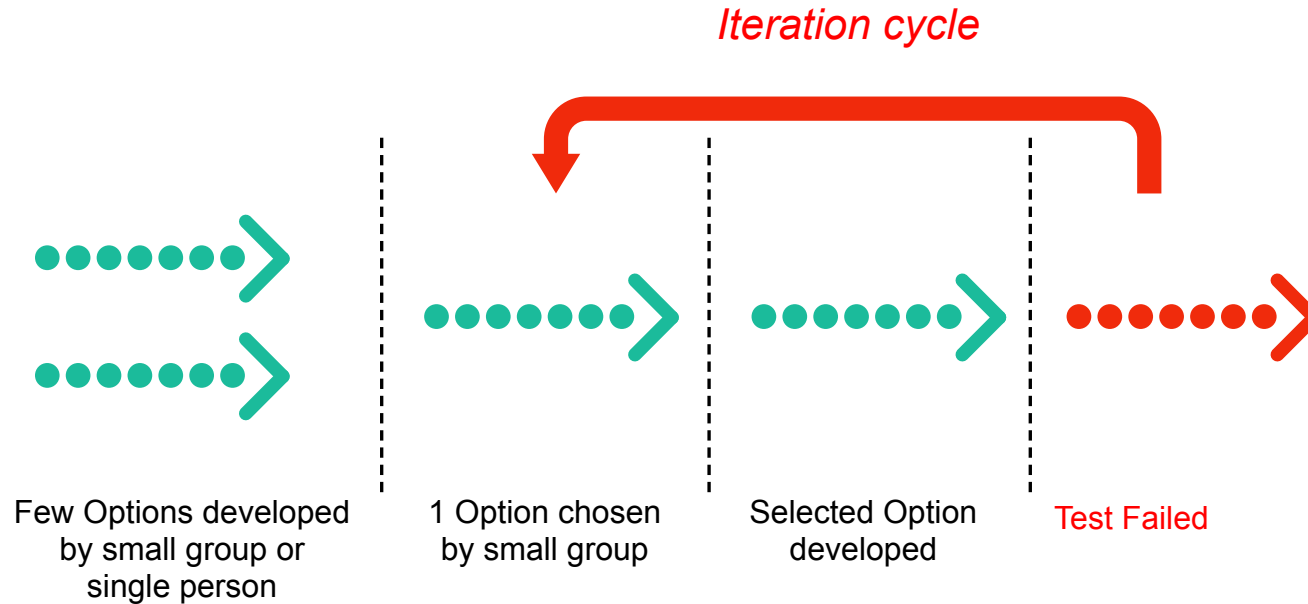 Iteration cycle
Few Options developed
by small group or
single person
1 Option chosen
by small group
Selected Option
developed
Test Failed